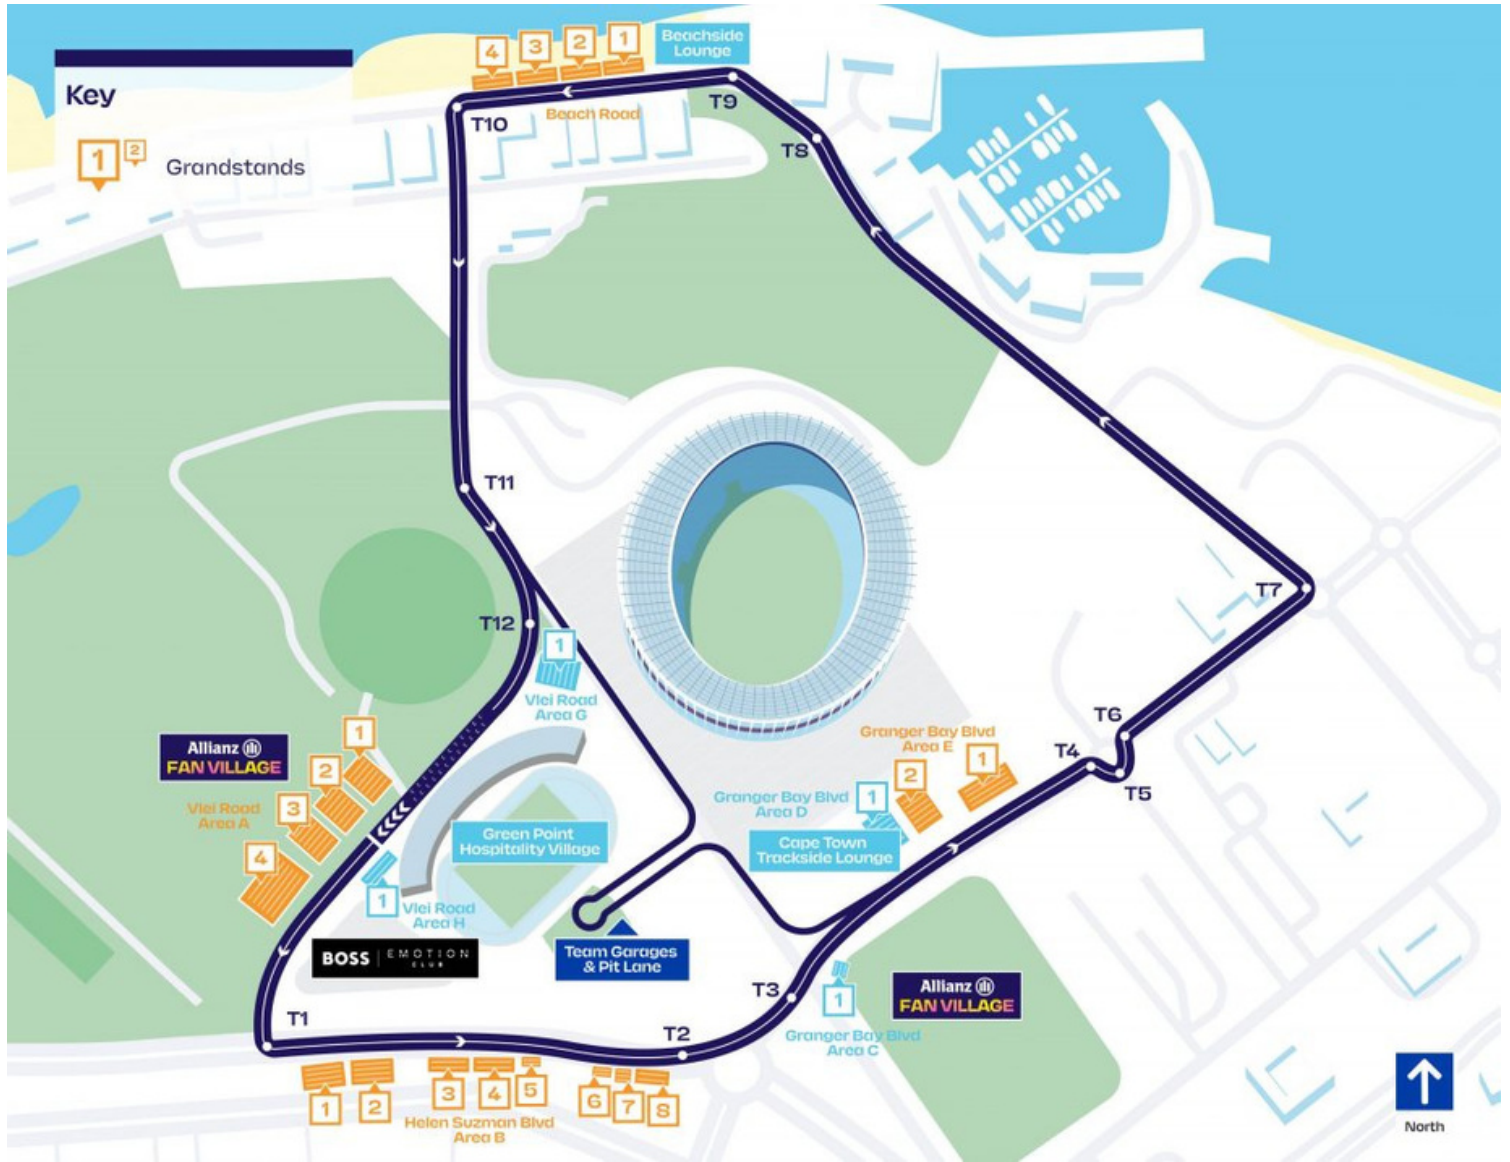 Key
1
2
Grandstands
4
3
2
1
Beachside
Lounge
Beach Road
T9
T10
T8
T11
T12
T7
1
Vlei Road
Area G
Allianz
FAN VILLAGE
1
2
3
4
Vlei Road
Area A
Green Point
Hospitality Village
1
Vlei Road
Area H
BOSS EMOTION
CLUB
Team Garages
& Pit Lane
Granger Bay Blvd
Area E
1
2
Granger Bay Blvd
Area D
1
Cape Town
Trackside Lounge
T6
T4
T5
T3
1
Granger Bay Blvd
Area C
Allianz
FAN VILLAGE
T1
T2
1
2
3
4
5
6
7
8
Helen Suzman Blvd
Area B
North